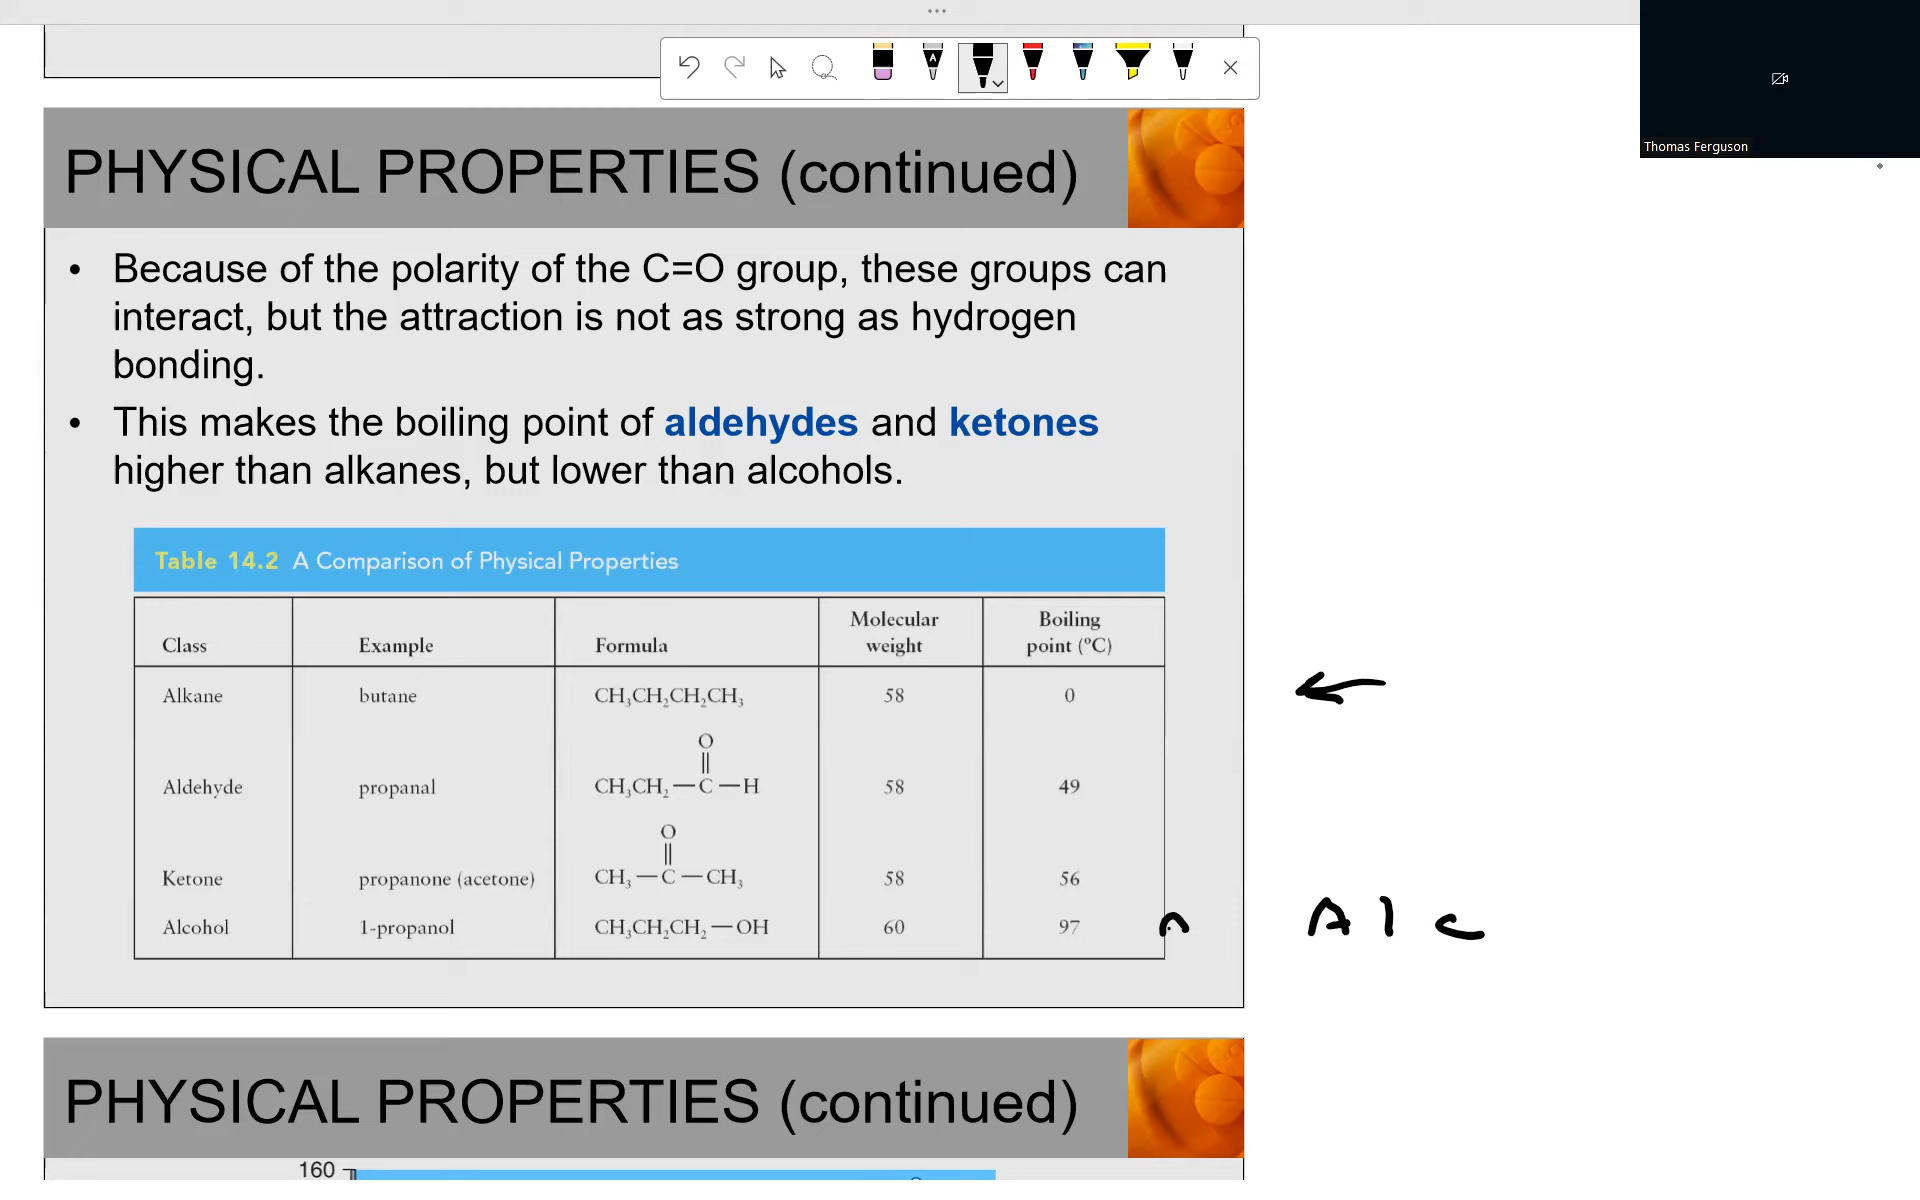 ...
A
Thomas Ferguson
PHYSICAL PROPERTIES (continued)
• Because of the polarity of the C=O group, these groups can
interact, but the attraction is not as strong as hydrogen
bonding.
• This makes the boiling point of aldehydes and ketones
higher than alkanes, but lower than alcohols.
Table 14.2 A Comparison of Physical Properties
Class Example Formula Molecular weight Boiling point (°C)
Alkane butane CH₃CH₂CH₂CH₃ 58 0
O
||
Aldehyde propanal CH₃CH₂—C—H 58 49
O
||
Ketone propanone (acetone) CH₃—C—CH₃ 58 56
Alcohol 1-propanol CH₃CH₂CH₂—OH 60 97
A l c
PHYSICAL PROPERTIES (continued)
160